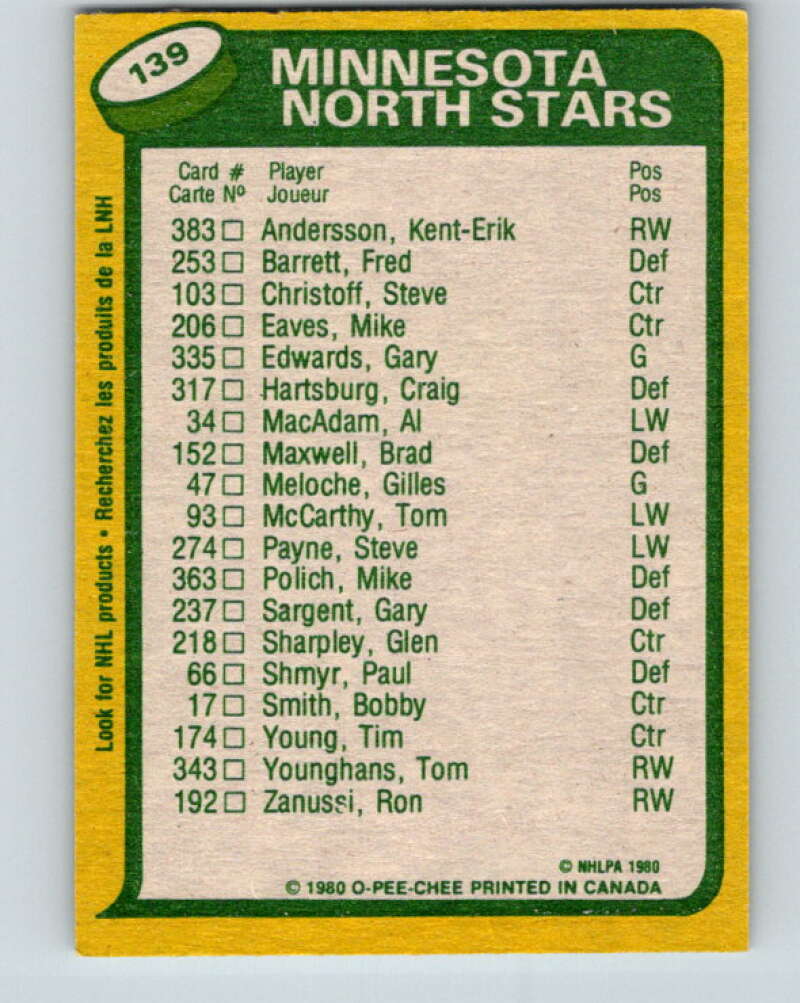 139
MINNESOTA
NORTH STARS
Card # Player Pos
Carte Nº Joueur Pos
383 □ Andersson, Kent-Erik RW
253 □ Barrett, Fred Def
103 □ Christoff, Steve Ctr
206 □ Eaves, Mike Ctr
335 □ Edwards, Gary G
317 □ Hartsburg, Craig Def
34 □ MacAdam, Al LW
152 □ Maxwell, Brad Def
47 □ Meloche, Gilles G
93 □ McCarthy, Tom LW
274 □ Payne, Steve LW
363 □ Polich, Mike Def
237 □ Sargent, Gary Def
218 □ Sharpley, Glen Ctr
66 □ Shmyr, Paul Def
17 □ Smith, Bobby Ctr
174 □ Young, Tim Ctr
343 □ Younghans, Tom RW
192 □ Zanussi, Ron RW
© NHLPA 1980
© 1980 O-PEE-CHEE PRINTED IN CANADA
Look for NHL products • Recherchez les produits de la LNH